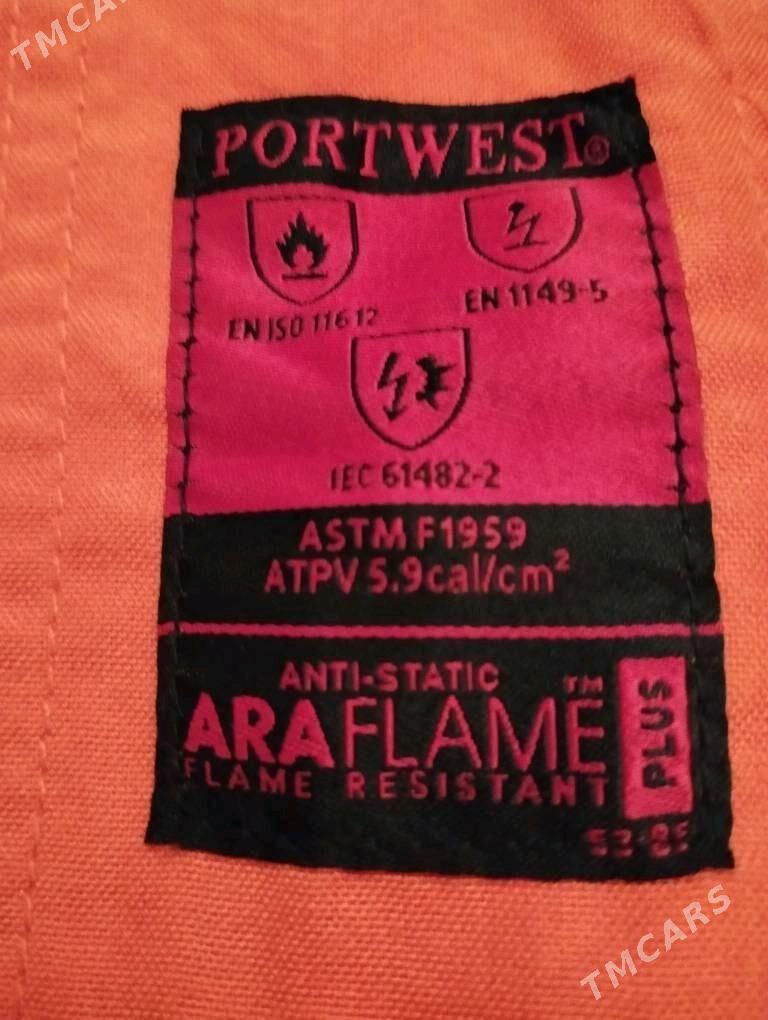 TMCARS
PORTWEST®
EN ISO 11612
EN 1149-5
IEC 61482-2
ASTM F1959
ATPV 5.9cal/cm²
ANTI-STATIC
ARAFLAME™
PLUS
FLAME RESISTANT
TMCARS